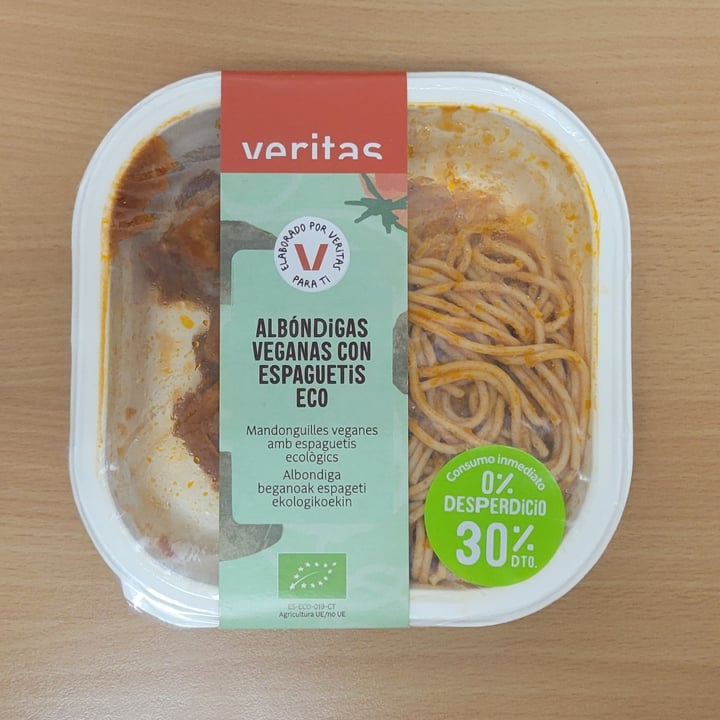 veritas
ELABORADO POR VERITAS
PARA TI
V
ALBÓNDiGAS
VEGANAS CON
ESPAGUETiS
ECO
Mandonguilles veganes
amb espaguetis
ecològics
Albondiga
beganoak espageti
ekologikoekin
ES-ECO-019-CT
Agricultura UE/no UE
Consumo inmediato
0%
DESPERDiCiO
30%
DTO.